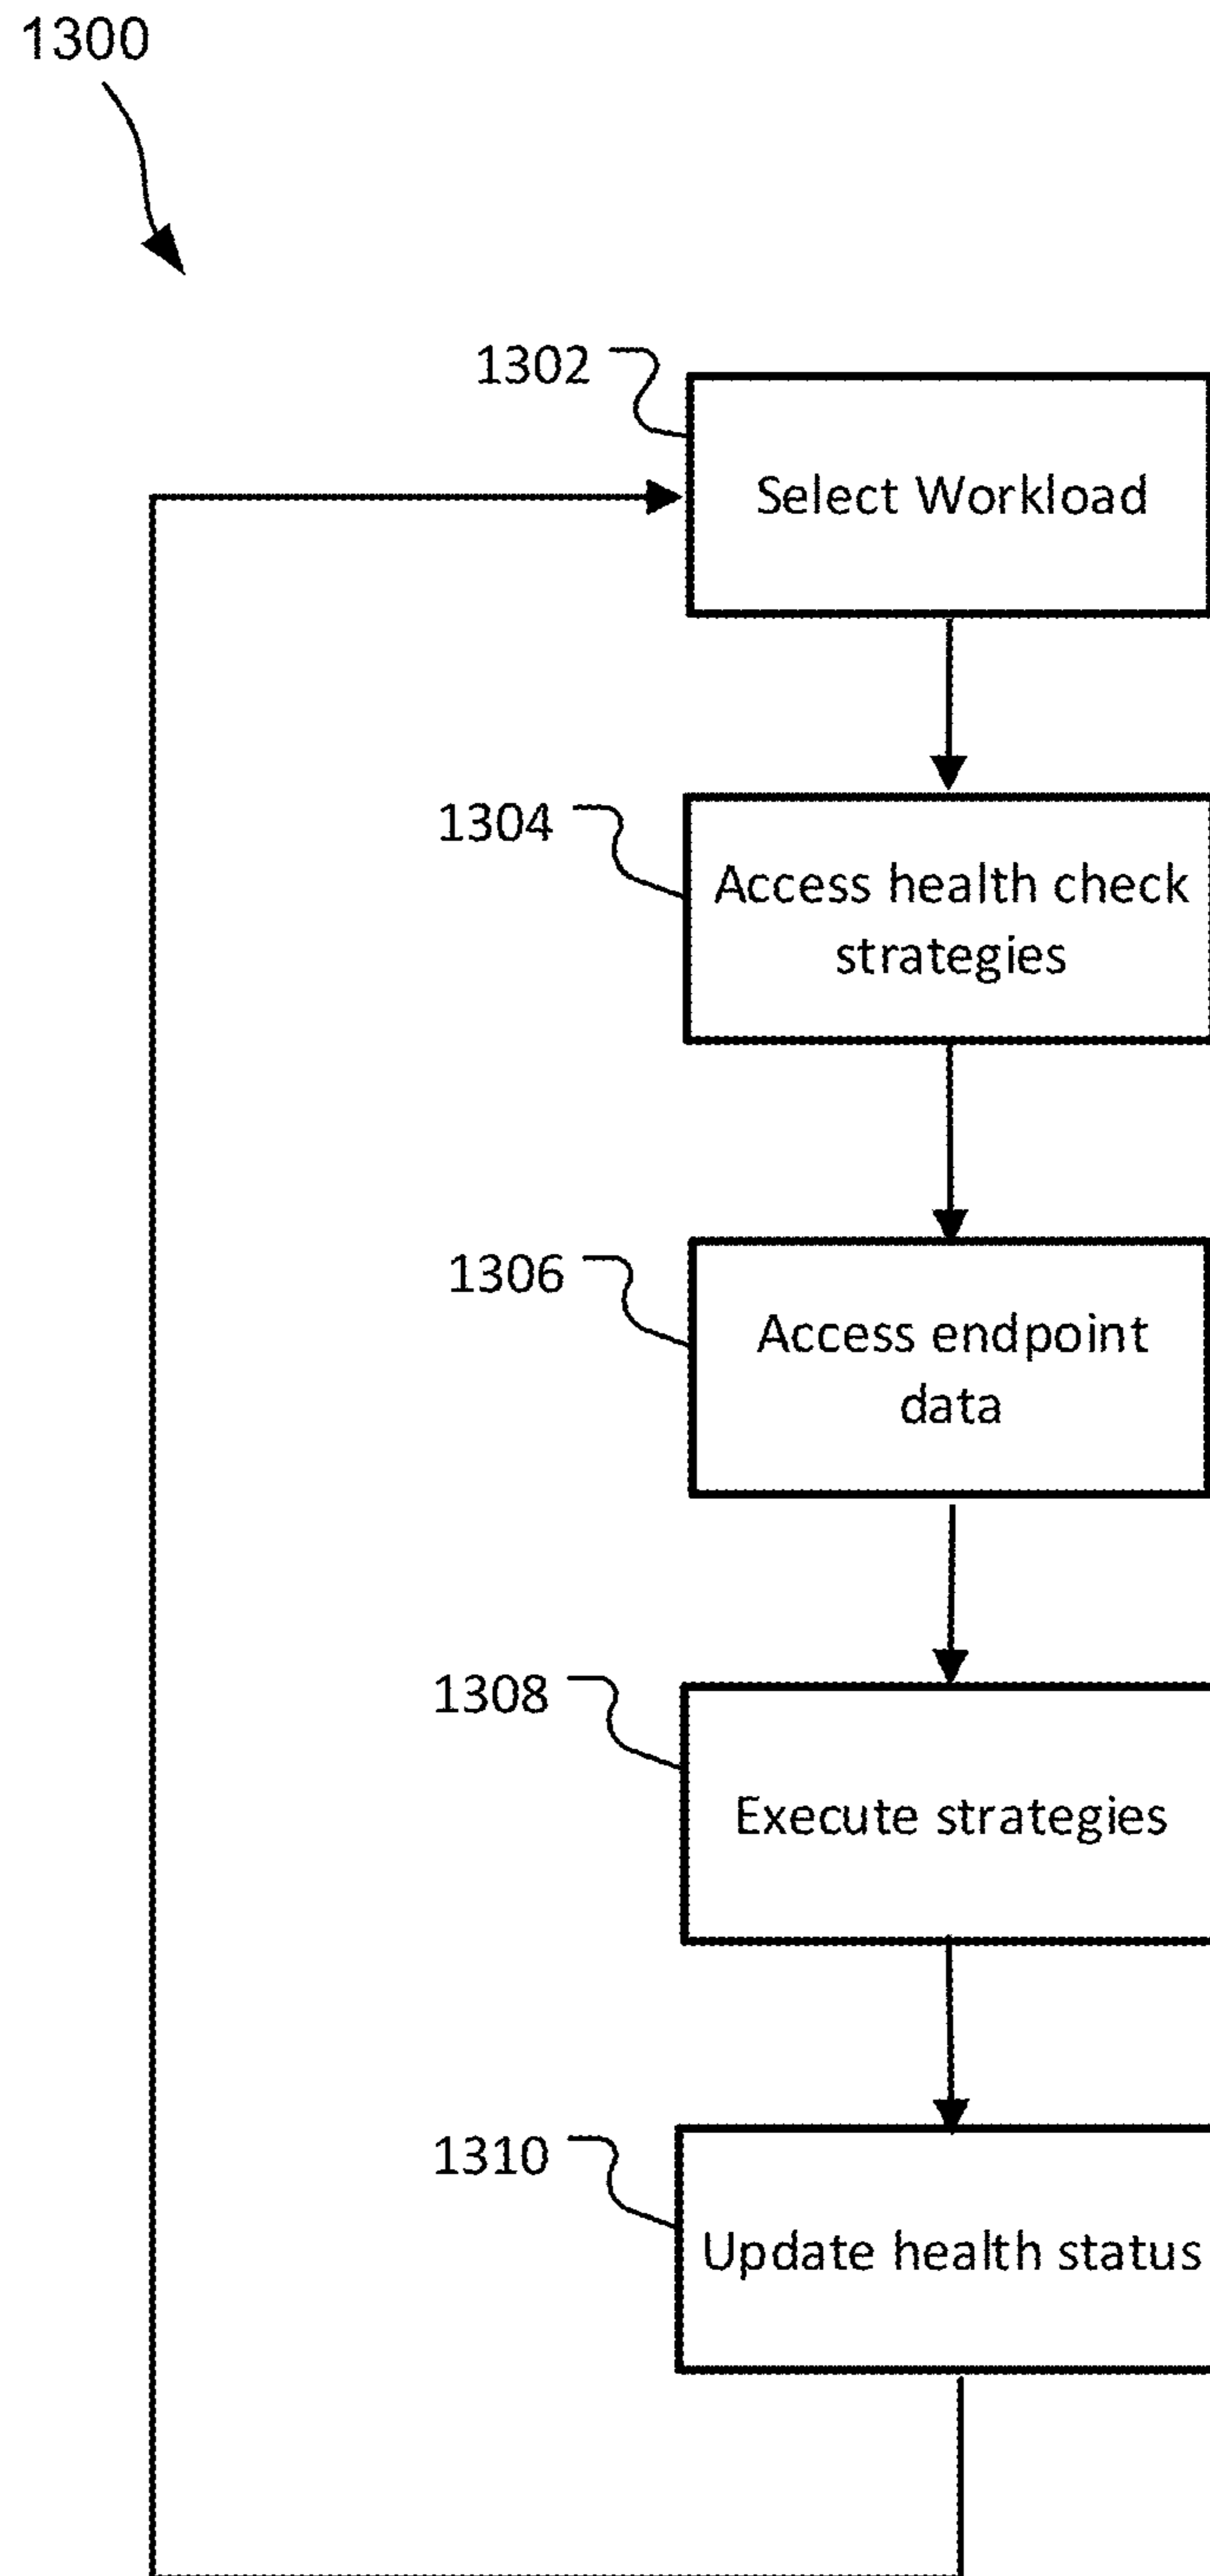 1300
1302
Select Workload
1304
Access health check
strategies
1306
Access endpoint
data
1308
Execute strategies
1310
Update health status